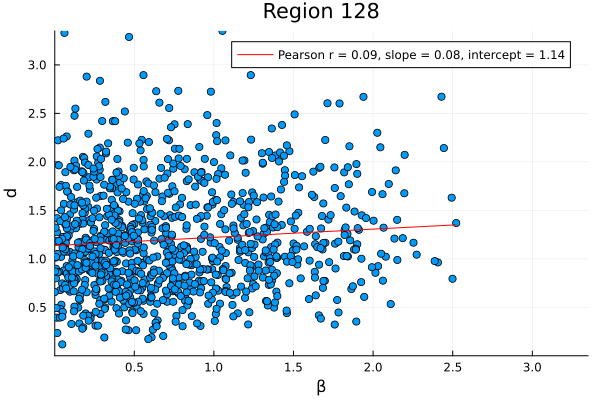 Region 128
Pearson r = 0.09, slope = 0.08, intercept = 1.14
3.0
2.5
2.0
1.5
1.0
0.5
d
0.5 1.0 1.5 2.0 2.5 3.0
β